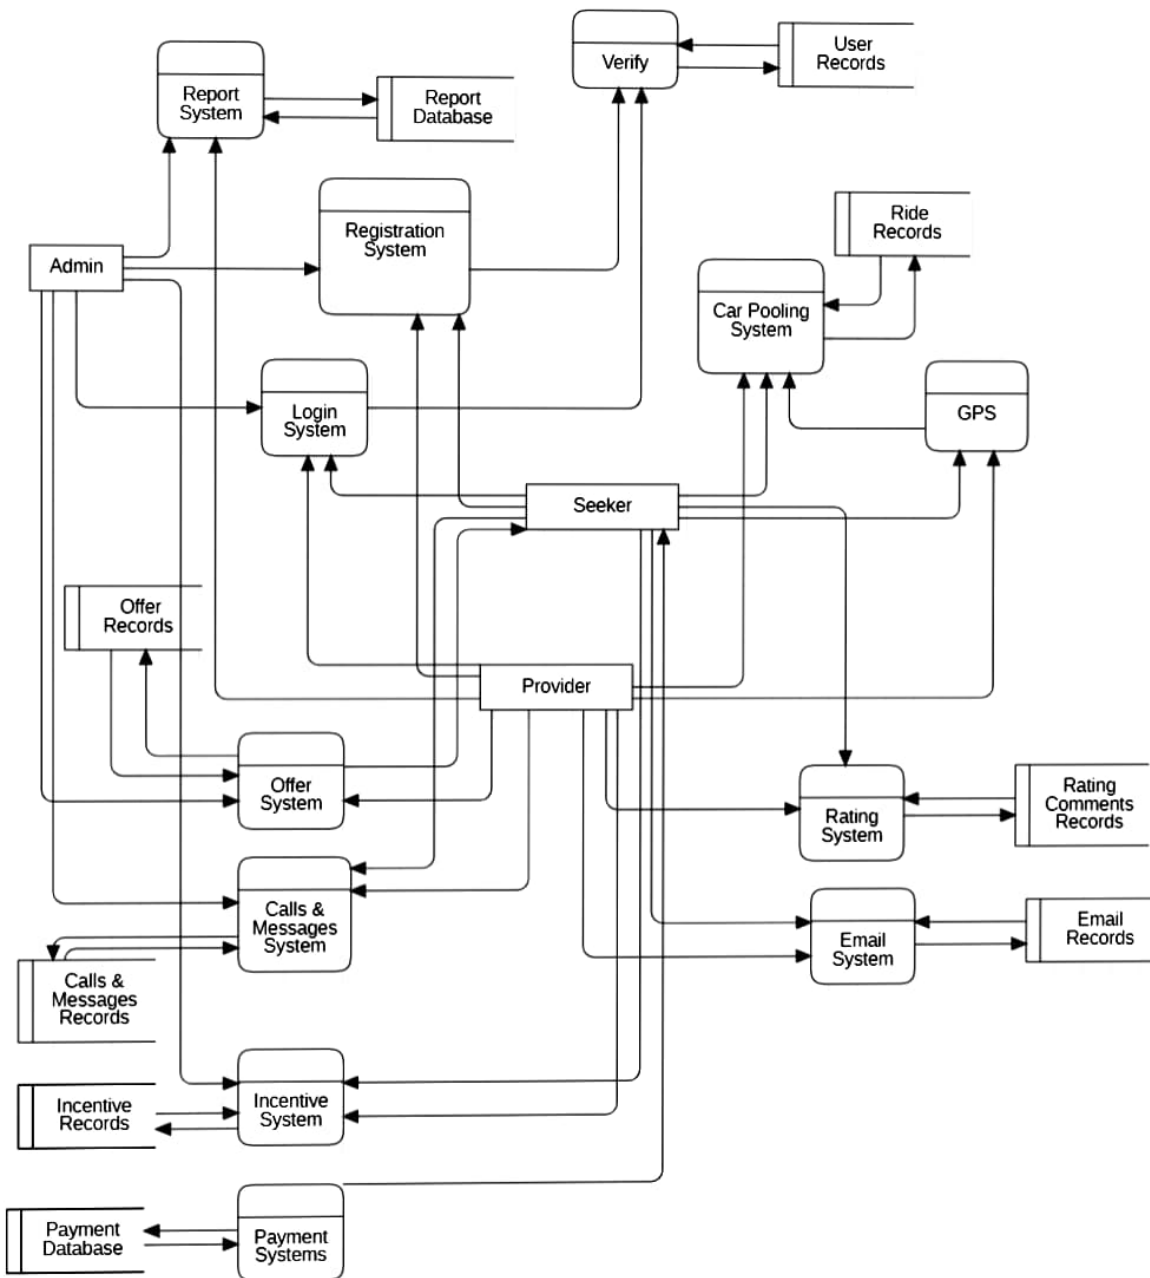 User
Records
Verify
Report
System
Report
Database
Ride
Records
Registration
System
Admin
Car Pooling
System
Login
System
GPS
Seeker
Offer
Records
Provider
Offer
System
Rating
System
Rating
Comments
Records
Calls &
Messages
System
Email
System
Email
Records
Calls &
Messages
Records
Incentive
Records
Incentive
System
Payment
Database
Payment
Systems